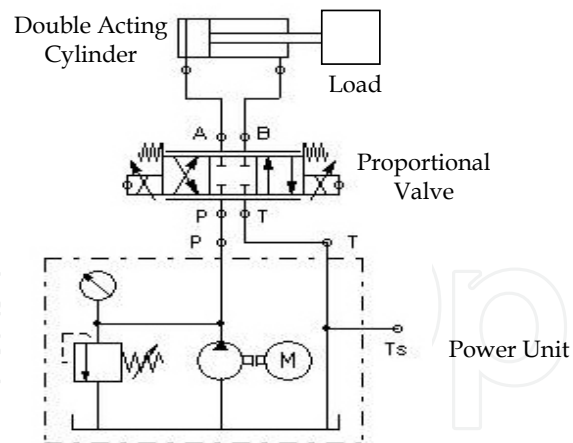 Double Acting
Cylinder
Load
A B
Proportional
Valve
P T
P T
Ts
M
Power Unit